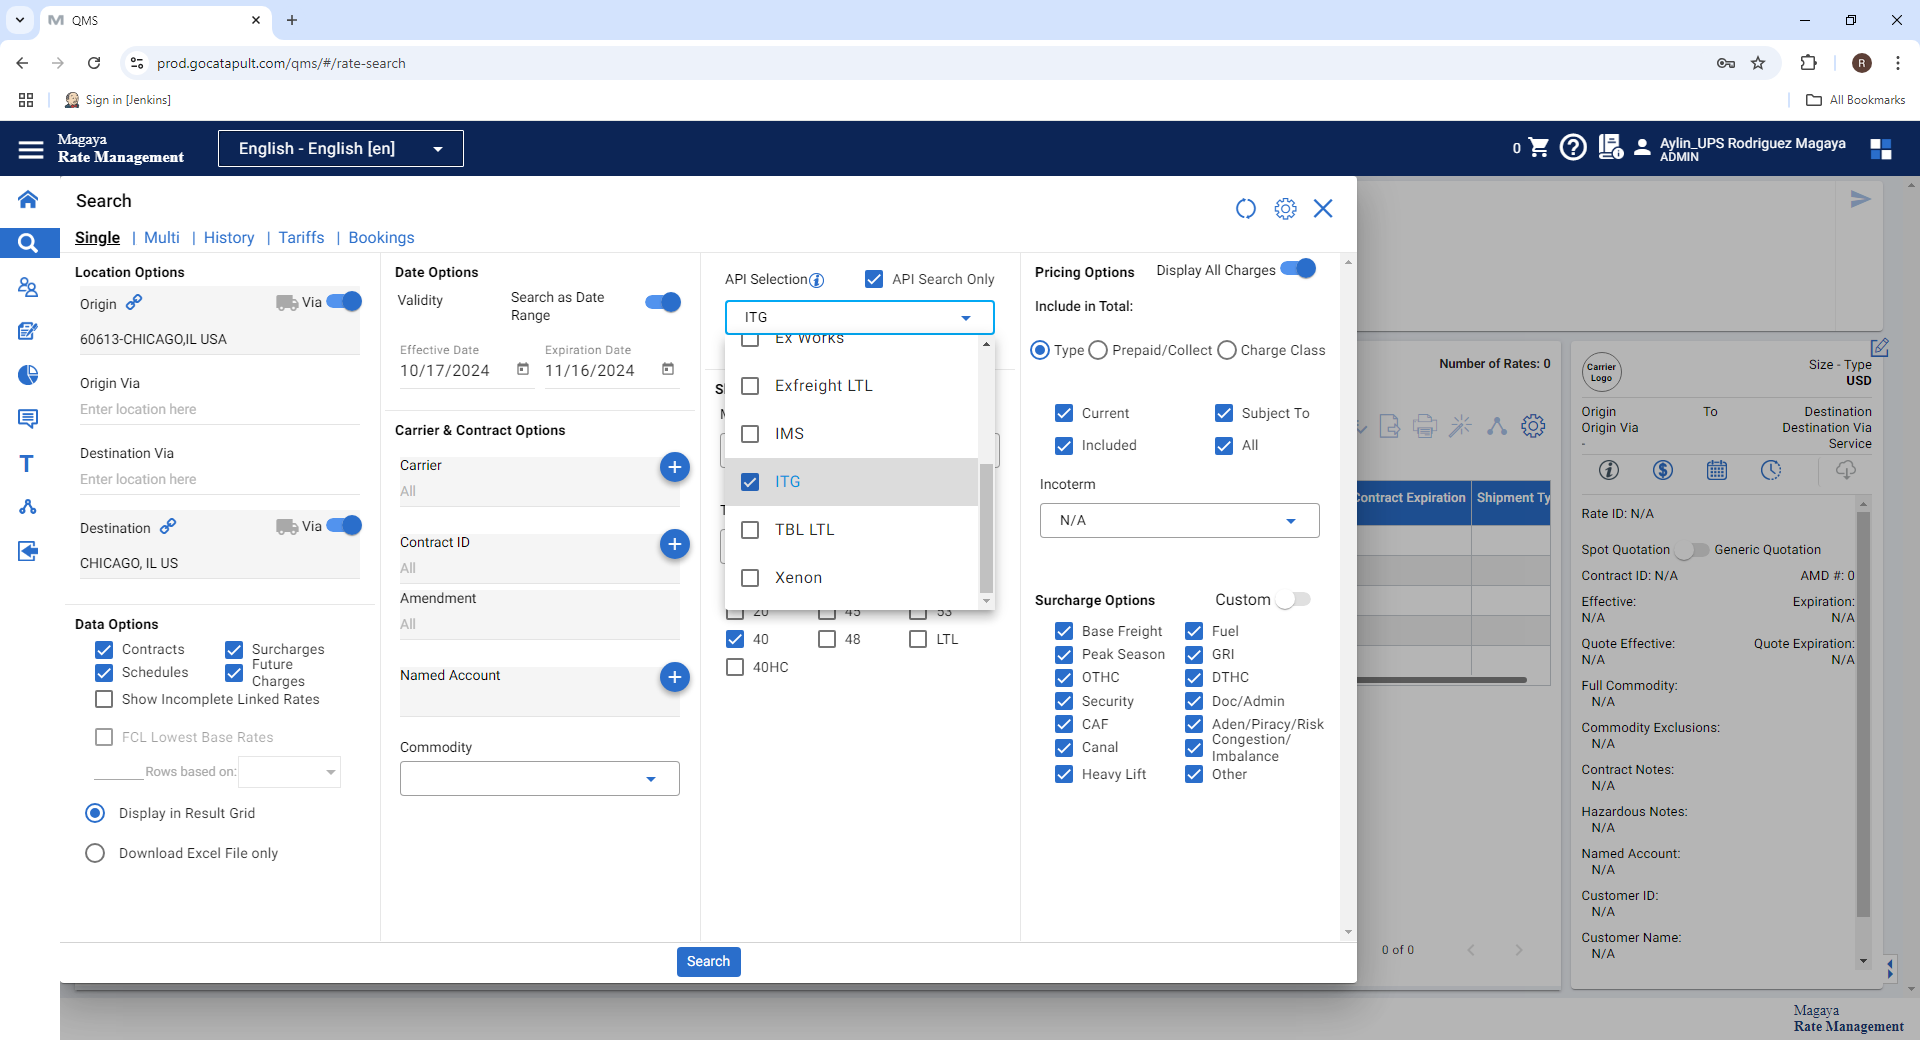 QMS
prod.gocatapult.com/qms/#/rate-search
R
Sign in [Jenkins]
All Bookmarks
Magaya
Rate Management
English - English [en]
0
Aylin_UPS Rodriguez Magaya
ADMIN
Search
Single | Multi | History | Tariffs | Bookings
Location Options
Origin
Via
60613-CHICAGO,IL USA
Origin Via
Enter location here
Destination Via
Enter location here
Destination
Via
CHICAGO, IL US
Data Options
Contracts
Surcharges
Schedules
Future
Charges
Show Incomplete Linked Rates
FCL Lowest Base Rates
Rows based on:
Display in Result Grid
Download Excel File only
Date Options
Validity
Search as Date
Range
Effective Date
10/17/2024
Expiration Date
11/16/2024
Carrier & Contract Options
Carrier
All
Contract ID
All
Amendment
All
Named Account
Commodity
API Selection
API Search Only
ITG
Ex Works
Exfreight LTL
IMS
ITG
TBL LTL
Xenon
20
45
53
40
48
LTL
40HC
Pricing Options
Display All Charges
Include in Total:
Type
Prepaid/Collect
Charge Class
Current
Subject To
Included
All
Incoterm
N/A
Surcharge Options
Custom
Base Freight
Fuel
Peak Season
GRI
OTHC
DTHC
Security
Doc/Admin
CAF
Aden/Piracy/Risk
Canal
Congestion/
Imbalance
Heavy Lift
Other
Search
Number of Rates: 0
Contract Expiration
Shipment Ty
0 of 0
Carrier
Logo
Size - Type
USD
Origin
To
Destination
Origin Via
Destination Via
-
Service
Rate ID: N/A
Spot Quotation
Generic Quotation
Contract ID: N/A
AMD #: 0
Effective:
Expiration:
N/A
N/A
Quote Effective:
Quote Expiration:
N/A
N/A
Full Commodity:
N/A
Commodity Exclusions:
N/A
Contract Notes:
N/A
Hazardous Notes:
N/A
Named Account:
N/A
Customer ID:
N/A
Customer Name:
N/A
Magaya
Rate Management